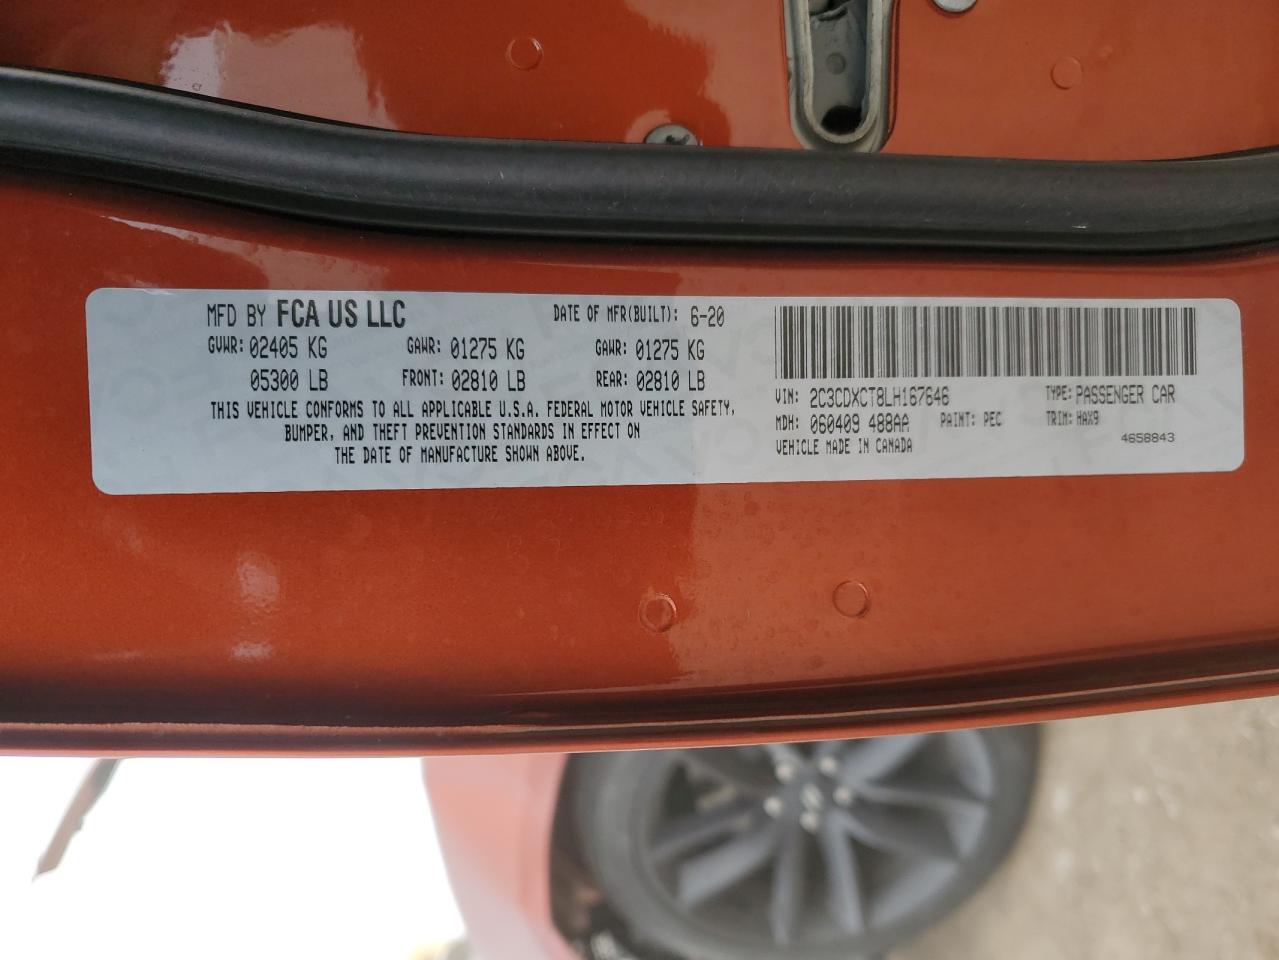 MFD BY FCA US LLC DATE OF MFR(BUILT): 6-20
GVWR: 02405 KG GAWR: 01275 KG GAWR: 01275 KG
05300 LB FRONT: 02810 LB REAR: 02810 LB
THIS VEHICLE CONFORMS TO ALL APPLICABLE U.S.A. FEDERAL MOTOR VEHICLE SAFETY,
BUMPER, AND THEFT PREVENTION STANDARDS IN EFFECT ON
THE DATE OF MANUFACTURE SHOWN ABOVE.
VIN: 2C3CDXCT8LH167646 TYPE: PASSENGER CAR
MDH: 060409 488AA PAINT: PEC TRIM: HAX9
VEHICLE MADE IN CANADA 4658843